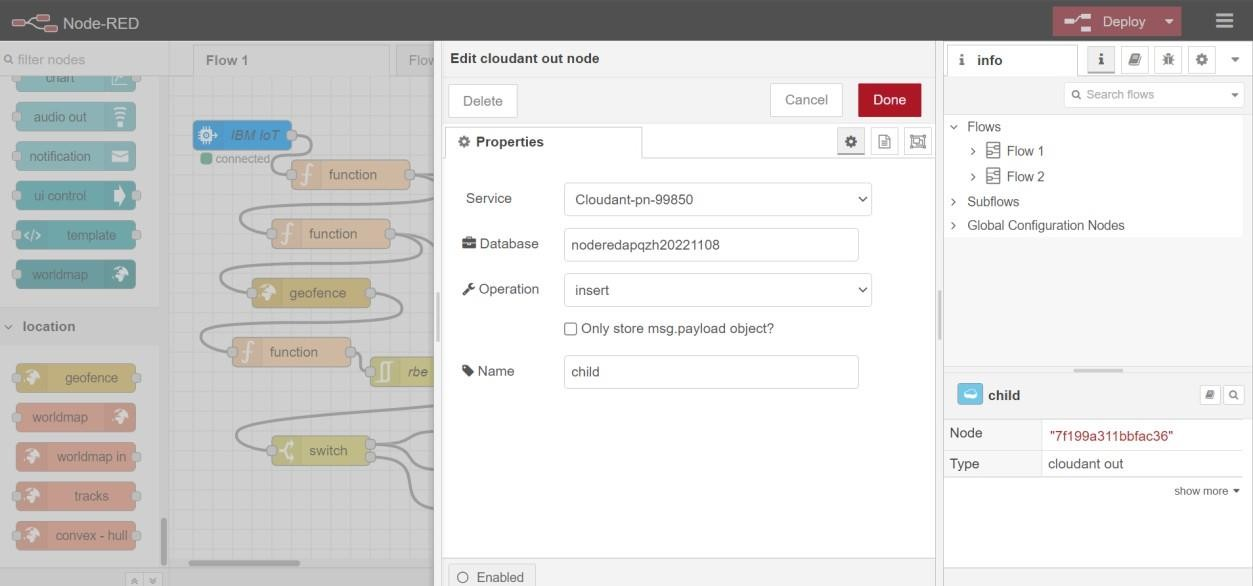 Node-RED
Deploy
filter nodes
chart
audio out
notification
ui control
template
worldmap
location
geofence
worldmap
worldmap in
tracks
convex - hull
Flow 1
Flow
IBM IoT
connected
function
function
geofence
function
rbe
switch
Edit cloudant out node
Delete
Cancel
Done
Properties
Service
Cloudant-pn-99850
Database
noderedapqzh20221108
Operation
insert
Only store msg.payload object?
Name
child
Enabled
info
Search flows
Flows
Flow 1
Flow 2
Subflows
Global Configuration Nodes
child
Node
"7f199a311bbfac36"
Type
cloudant out
show more